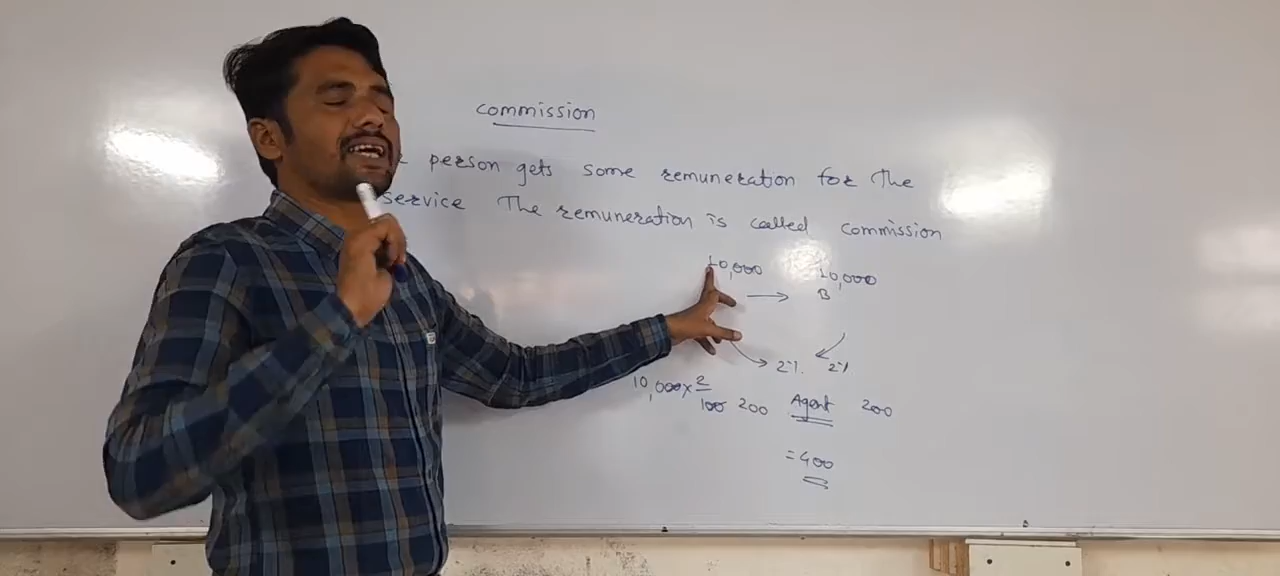 commission
person gets some remuneration for the
service The remuneration is called commission
10,000 10,000
B
2%. 2%
10,000x 2/100 200 Agent 200
=400